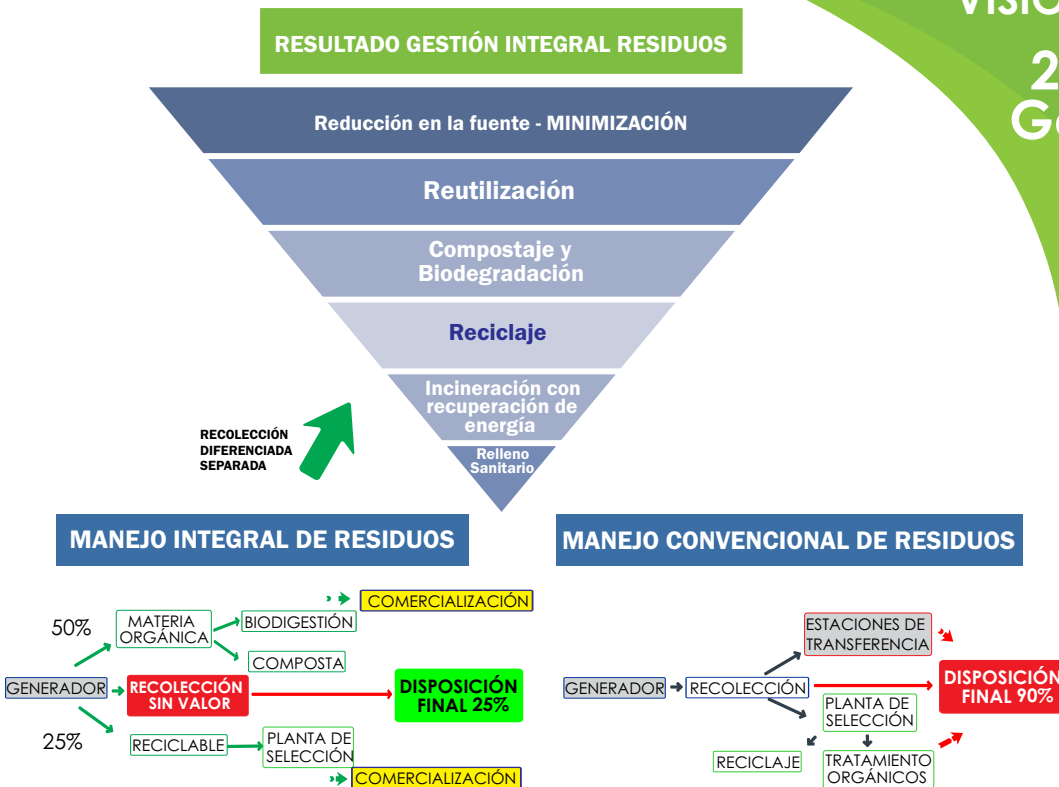 RESULTADO GESTIÓN INTEGRAL RESIDUOS
Reducción en la fuente - MINIMIZACIÓN
Reutilización
Compostaje y
Biodegradación
Reciclaje
Incineración con
recuperación de
energía
Relleno
Sanitario
RECOLECCIÓN
DIFERENCIADA
SEPARADA
MANEJO INTEGRAL DE RESIDUOS
COMERCIALIZACIÓN
50%
MATERIA
ORGÁNICA
BIODIGESTIÓN
COMPOSTA
GENERADOR
RECOLECCIÓN
SIN VALOR
DISPOSICIÓN
FINAL 25%
25%
RECICLABLE
PLANTA DE
SELECCIÓN
COMERCIALIZACIÓN
MANEJO CONVENCIONAL DE RESIDUOS
ESTACIONES DE
TRANSFERENCIA
GENERADOR
RECOLECCIÓN
DISPOSICIÓN
FINAL 90%
PLANTA DE
SELECCIÓN
RECICLAJE
TRATAMIENTO
ORGÁNICOS